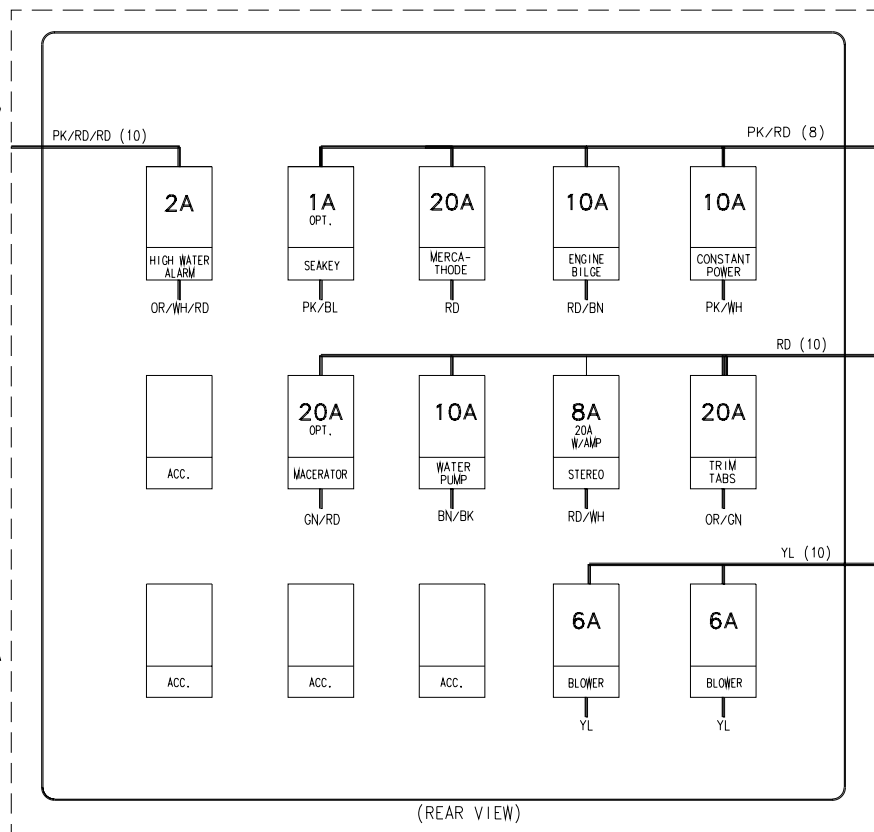 PK/RD/RD (10)
PK/RD (8)
2A
HIGH WATER
ALARM
OR/WH/RD
1A
OPT.
SEAKEY
PK/BL
20A
MERCA-
THODE
RD
10A
ENGINE
BILGE
RD/BN
10A
CONSTANT
POWER
PK/WH
RD (10)
ACC.
20A
OPT.
MACERATOR
GN/RD
10A
WATER
PUMP
BN/BK
8A
20A
W/AMP
STEREO
RD/WH
20A
TRIM
TABS
OR/GN
YL (10)
ACC.
ACC.
ACC.
6A
BLOWER
YL
6A
BLOWER
YL
(REAR VIEW)